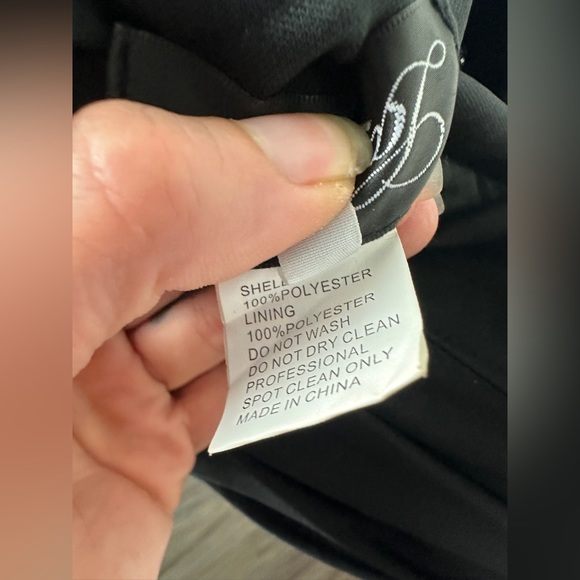 SHELL
100%POLYESTER
LINING
100%POLYESTER
DO NOT WASH
DO NOT DRY CLEAN
PROFESSIONAL
SPOT CLEAN ONLY
MADE IN CHINA